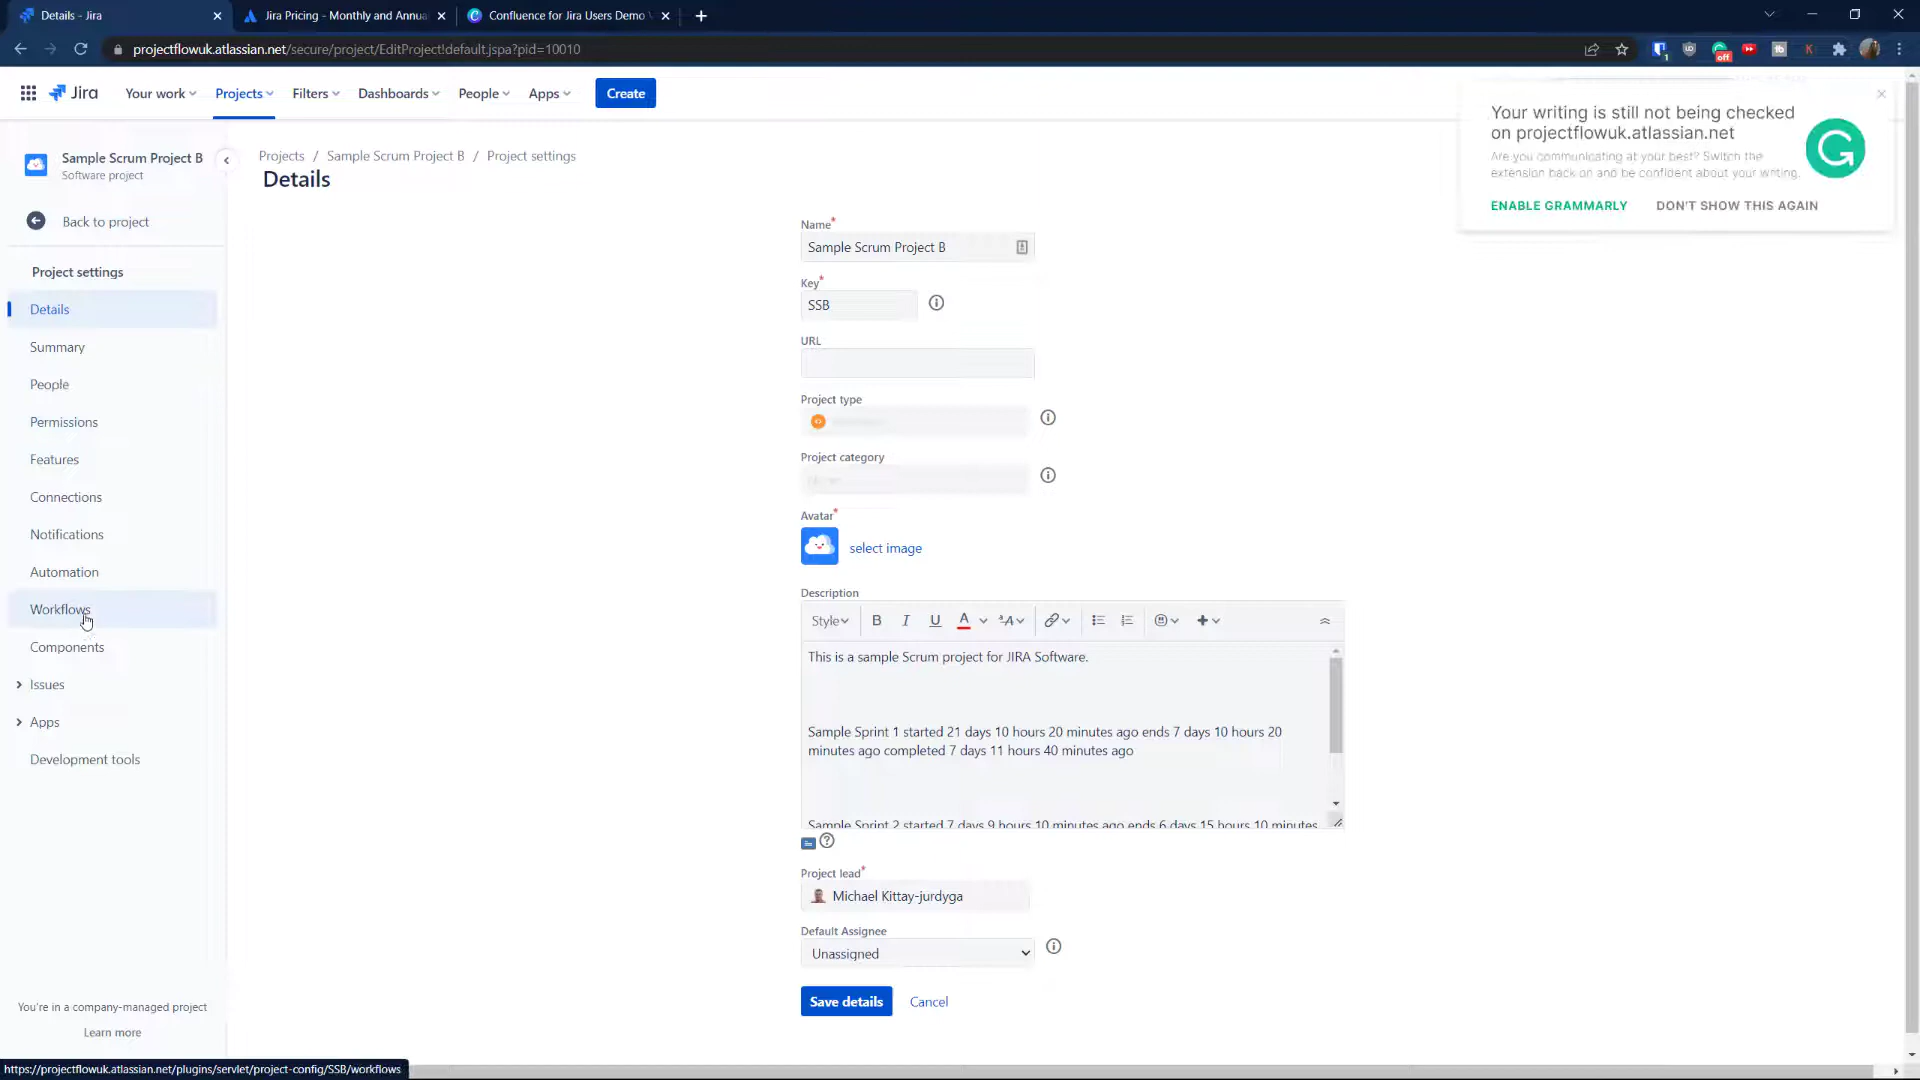 Details - Jira
Jira Pricing - Monthly and Annua
Confluence for Jira Users Demo
projectflowuk.atlassian.net/secure/project/EditProject!default.jspa?pid=10010
1
off
Jira
Your work
Projects
Filters
Dashboards
People
Apps
Create
Your writing is still not being checked
on projectflowuk.atlassian.net
Are you communicating at your best? Switch the
extension back on and be confident about your writing.
ENABLE GRAMMARLY
DON'T SHOW THIS AGAIN
Sample Scrum Project B
Software project
Back to project
Project settings
Details
Summary
People
Permissions
Features
Connections
Notifications
Automation
Workflows
Components
Issues
Apps
Development tools
You're in a company-managed project
Learn more
Projects / Sample Scrum Project B / Project settings
Details
Name*
Sample Scrum Project B
Key*
SSB
URL
Project type
Project category
Avatar*
select image
Description
Style
This is a sample Scrum project for JIRA Software.
Sample Sprint 1 started 21 days 10 hours 20 minutes ago ends 7 days 10 hours 20
minutes ago completed 7 days 11 hours 40 minutes ago
Sample Sprint 2 started 7 days 9 hours 10 minutes ago ends 6 days 15 hours 10 minutes
Project lead*
Michael Kittay-jurdyga
Default Assignee
Unassigned
Save details
Cancel
https://projectflowuk.atlassian.net/plugins/servlet/project-config/SSB/workflows